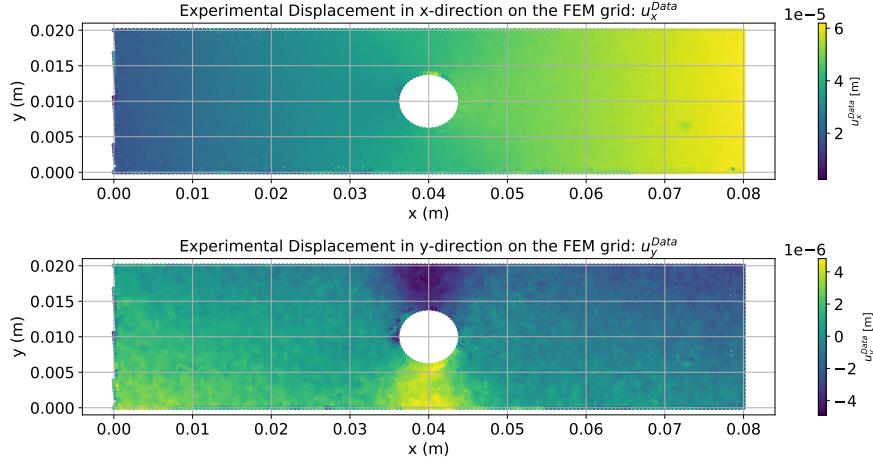 Experimental Displacement in x-direction on the FEM grid: u_x^Data
1e−5
0.020
0.015
0.010
0.005
0.000
y (m)
0.00 0.01 0.02 0.03 0.04 0.05 0.06 0.07 0.08
x (m)
6
4
2
u_x^Data [m]
Experimental Displacement in y-direction on the FEM grid: u_y^Data
1e−6
0.020
0.015
0.010
0.005
0.000
y (m)
0.00 0.01 0.02 0.03 0.04 0.05 0.06 0.07 0.08
x (m)
4
2
0
−2
−4
u_y^Data [m]